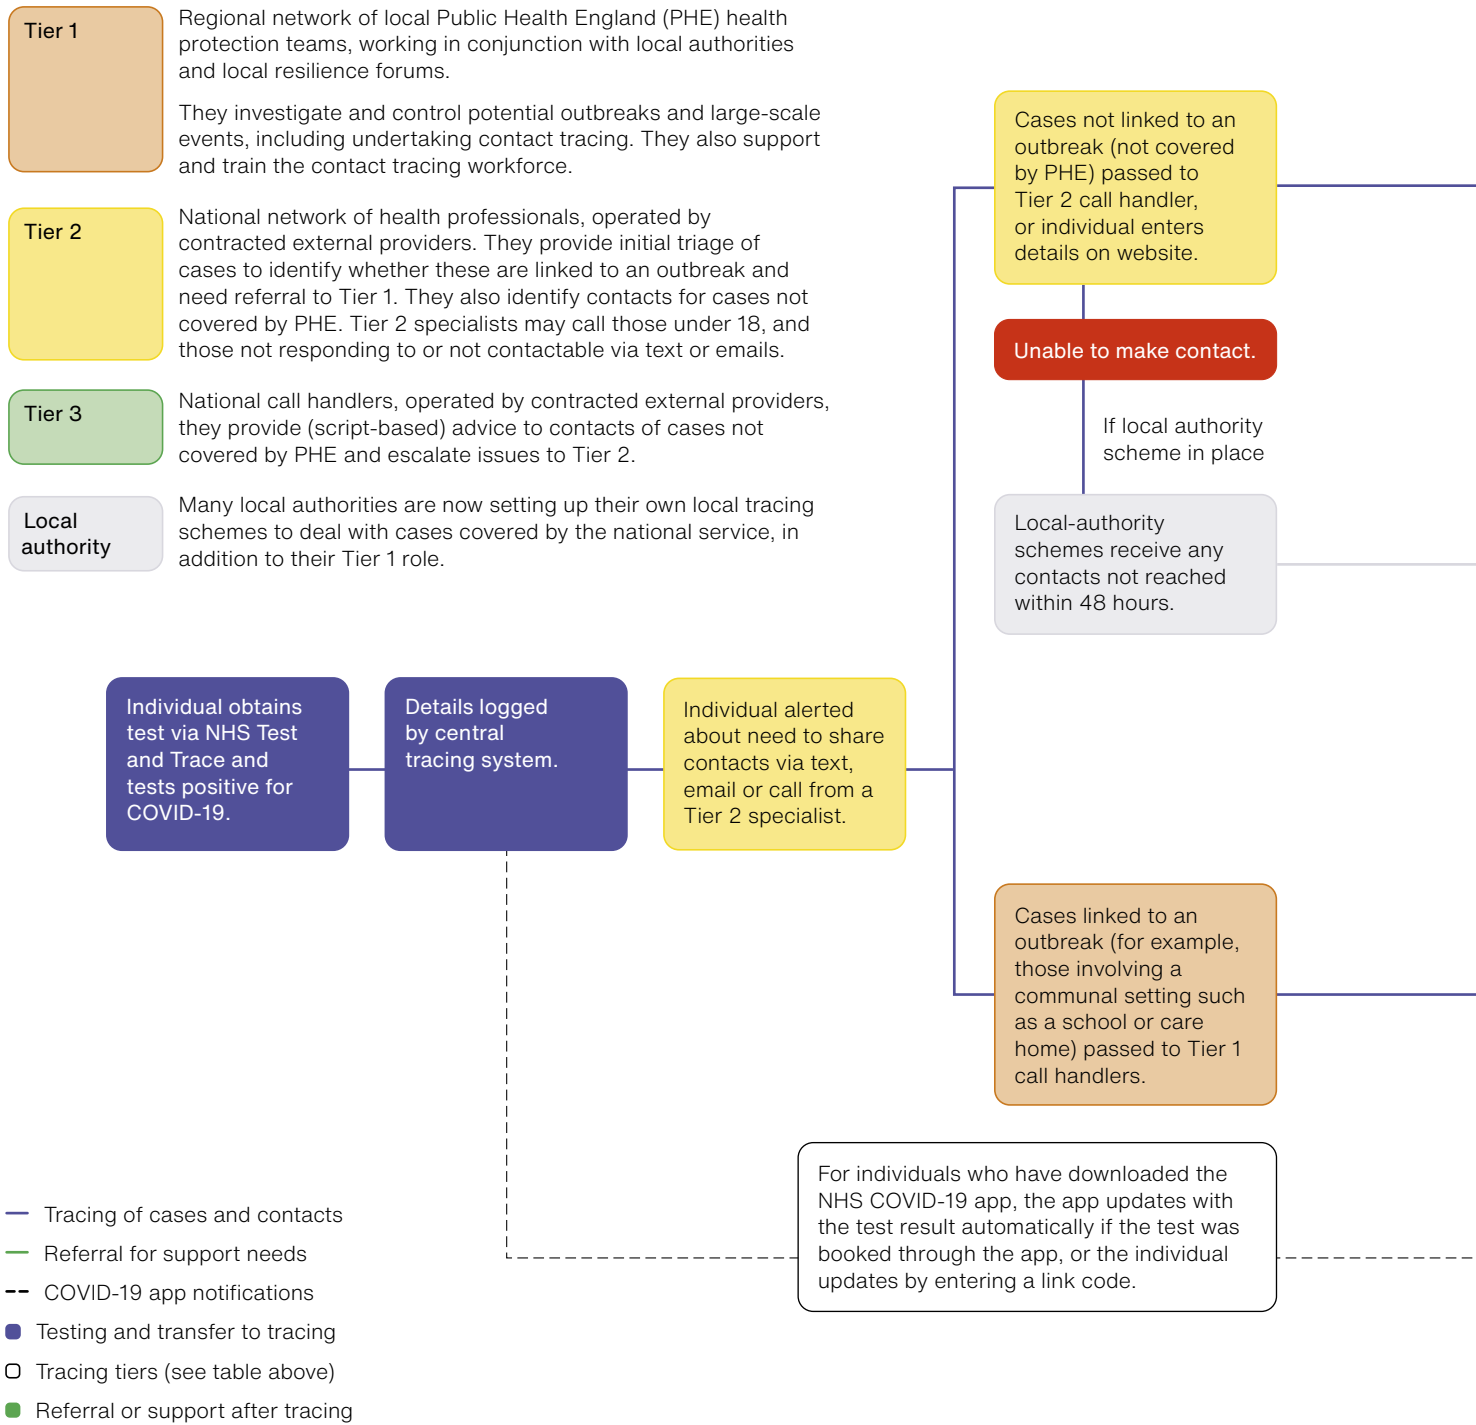 Tier 1
Regional network of local Public Health England (PHE) health
protection teams, working in conjunction with local authorities
and local resilience forums.
They investigate and control potential outbreaks and large-scale
events, including undertaking contact tracing. They also support
and train the contact tracing workforce.
Tier 2
National network of health professionals, operated by
contracted external providers. They provide initial triage of
cases to identify whether these are linked to an outbreak and
need referral to Tier 1. They also identify contacts for cases not
covered by PHE. Tier 2 specialists may call those under 18, and
those not responding to or not contactable via text or emails.
Tier 3
National call handlers, operated by contracted external providers,
they provide (script-based) advice to contacts of cases not
covered by PHE and escalate issues to Tier 2.
Local
authority
Many local authorities are now setting up their own local tracing
schemes to deal with cases covered by the national service, in
addition to their Tier 1 role.
Individual obtains
test via NHS Test
and Trace and
tests positive for
COVID-19.
Details logged
by central
tracing system.
Individual alerted
about need to share
contacts via text,
email or call from a
Tier 2 specialist.
Cases not linked to an
outbreak (not covered
by PHE) passed to
Tier 2 call handler,
or individual enters
details on website.
Unable to make contact.
If local authority
scheme in place
Local-authority
schemes receive any
contacts not reached
within 48 hours.
Cases linked to an
outbreak (for example,
those involving a
communal setting such
as a school or care
home) passed to Tier 1
call handlers.
For individuals who have downloaded the
NHS COVID-19 app, the app updates with
the test result automatically if the test was
booked through the app, or the individual
updates by entering a link code.
Tracing of cases and contacts
Referral for support needs
COVID-19 app notifications
Testing and transfer to tracing
Tracing tiers (see table above)
Referral or support after tracing